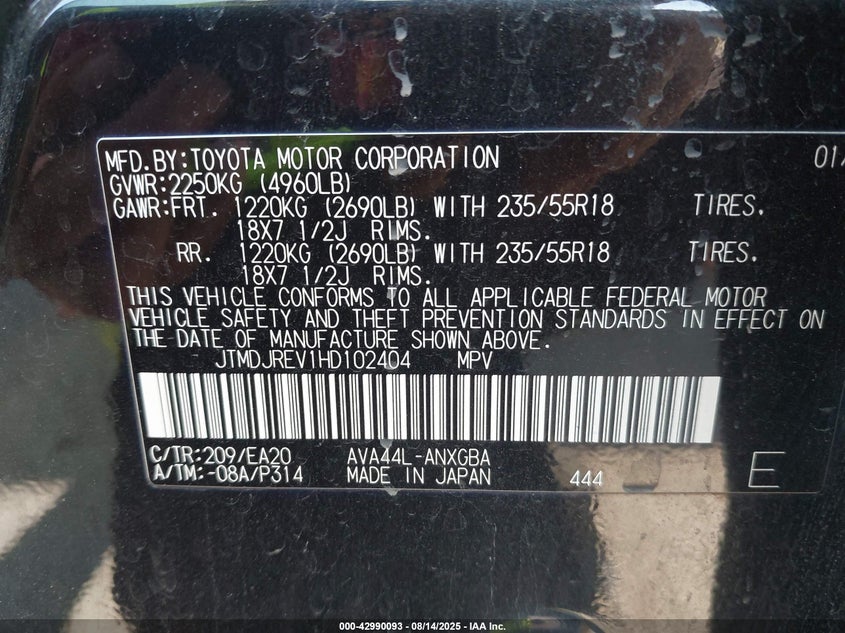 MFD.BY:TOYOTA MOTOR CORPORATION 01/
GVWR:2250KG (4960LB)
GAWR:FRT. 1220KG (2690LB) WITH 235/55R18 TIRES.
18X7 1/2J RIMS.
RR. 1220KG (2690LB) WITH 235/55R18 TIRES.
18X7 1/2J RIMS.
THIS VEHICLE CONFORMS TO ALL APPLICABLE FEDERAL MOTOR
VEHICLE SAFETY AND THEFT PREVENTION STANDARDS IN EFFECT ON
THE DATE OF MANUFACTURE SHOWN ABOVE.
JTMDJREV1HD102404 MPV
C/TR:209/EA20 AVA44L-ANXGBA
A/TM:-08A/P314 MADE IN JAPAN 444 E
000-42990093 - 08/14/2025 - IAA Inc.